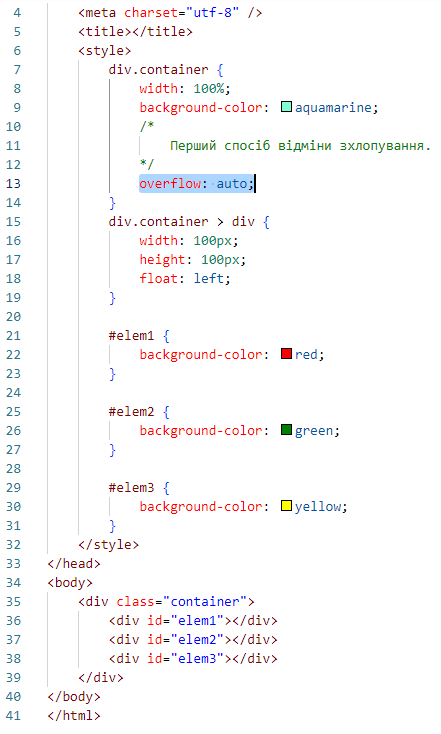 4 <meta charset="utf-8" />
5 <title></title>
6 <style>
7 div.container {
8 width: 100%;
9 background-color: aquamarine;
10 /*
11 Перший спосіб відміни зхлопування.
12 */
13 overflow: auto;
14 }
15 div.container > div {
16 width: 100px;
17 height: 100px;
18 float: left;
19 }
20
21 #elem1 {
22 background-color: red;
23 }
24
25 #elem2 {
26 background-color: green;
27 }
28
29 #elem3 {
30 background-color: yellow;
31 }
32 </style>
33 </head>
34 <body>
35 <div class="container">
36 <div id="elem1"></div>
37 <div id="elem2"></div>
38 <div id="elem3"></div>
39 </div>
40 </body>
41 </html>